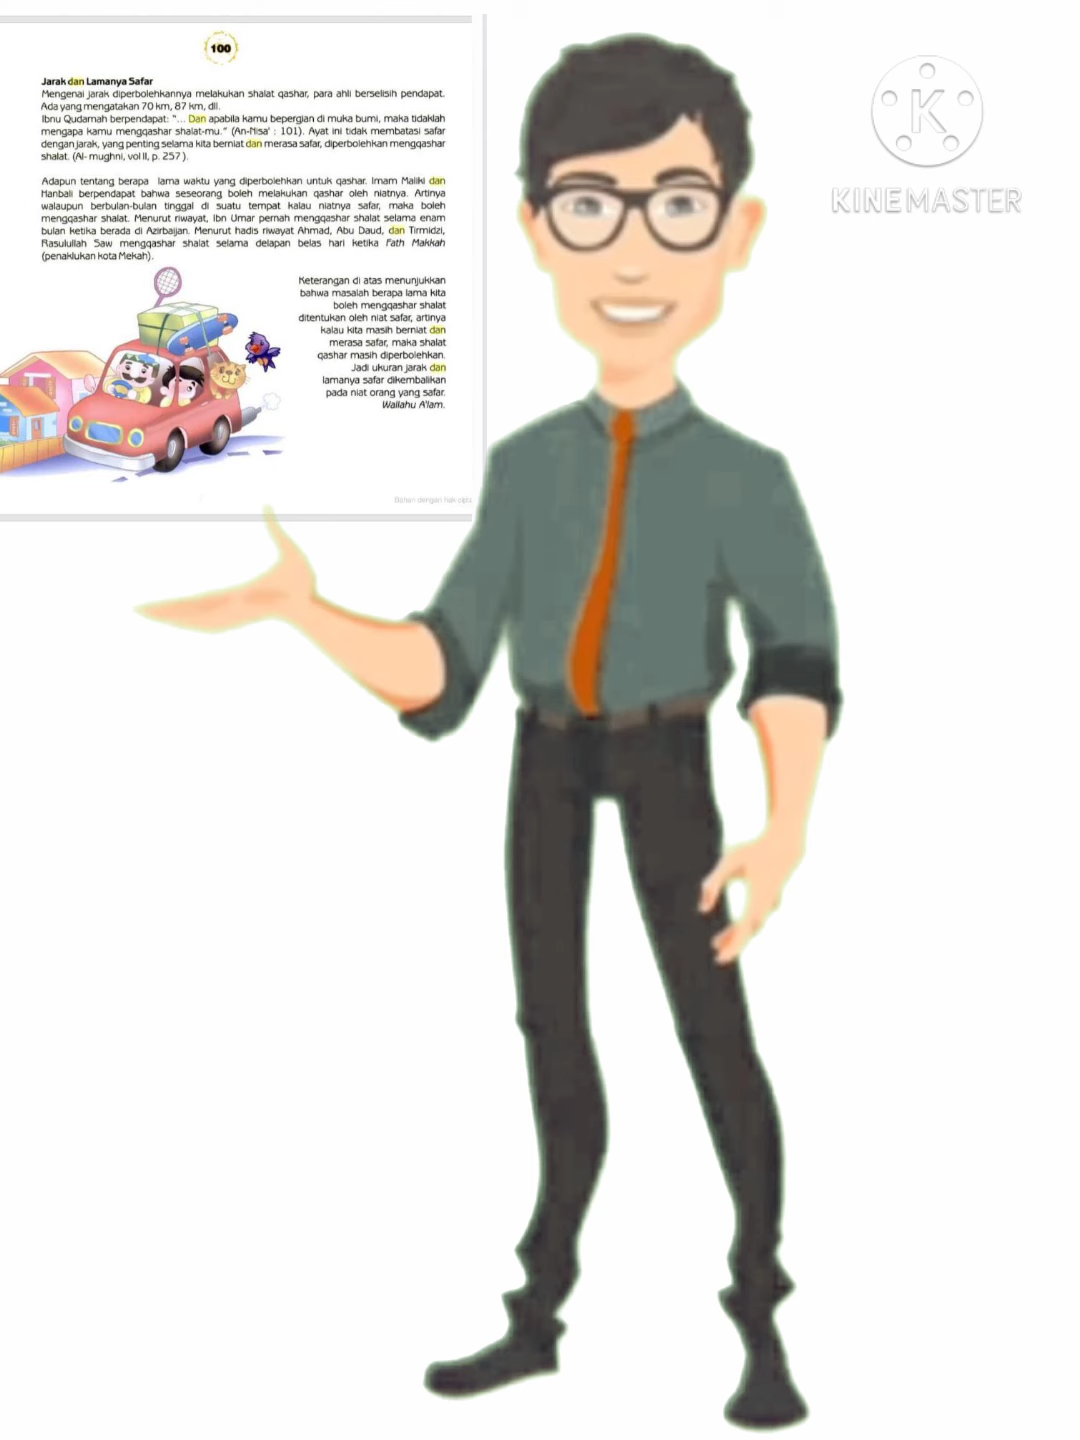 100
Jarak dan Lamanya Safar
Mengenai jarak diperbolehkannya melakukan shalat qashar, para ahli berselisih pendapat.
Ada yang mengatakan 70 km, 87 km, dll.
Ibnu Qudamah berpendapat: "... Dan apabila kamu bepergian di muka bumi, maka tidaklah
mengapa kamu mengqashar shalat-mu." (An-Nisa' : 101). Ayat ini tidak membatasi safar
dengan jarak, yang penting selama kita berniat dan merasa safar, diperbolehkan mengqashar
shalat. (Al- mughni, vol II, p. 257).
Adapun tentang berapa lama waktu yang diperbolehkan untuk qashar. Imam Maliki dan
Hanbali berpendapat bahwa seseorang boleh melakukan qashar oleh niatnya. Artinya
walaupun berbulan-bulan tinggal di suatu tempat kalau niatnya safar, maka boleh
mengqashar shalat. Menurut riwayat, Ibn Umar pernah mengqashar shalat selama enam
bulan ketika berada di Azirbaijan. Menurut hadis riwayat Ahmad, Abu Daud, dan Tirmidzi,
Rasulullah Saw mengqashar shalat selama delapan belas hari ketika Fath Makkah
(penaklukan kota Mekah).
Keterangan di atas menunjukkan
bahwa masalah berapa lama kita
boleh mengqashar shalat
ditentukan oleh niat safar, artinya
kalau kita masih berniat dan
merasa safar, maka shalat
qashar masih diperbolehkan.
Jadi ukuran jarak dan
lamanya safar dikembalikan
pada niat orang yang safar.
Wallahu A'lam.
Bahan dengan hak cipta
K
KINEMASTER